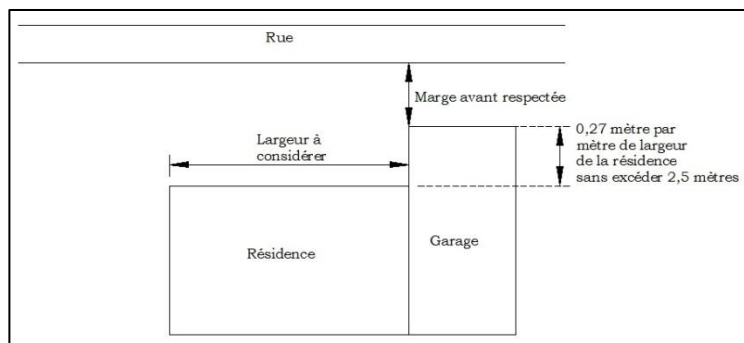 Rue
Marge avant respectée
Largeur à
considérer
0,27 mètre par
mètre de largeur
de la résidence
sans excéder 2,5 mètres
Résidence
Garage